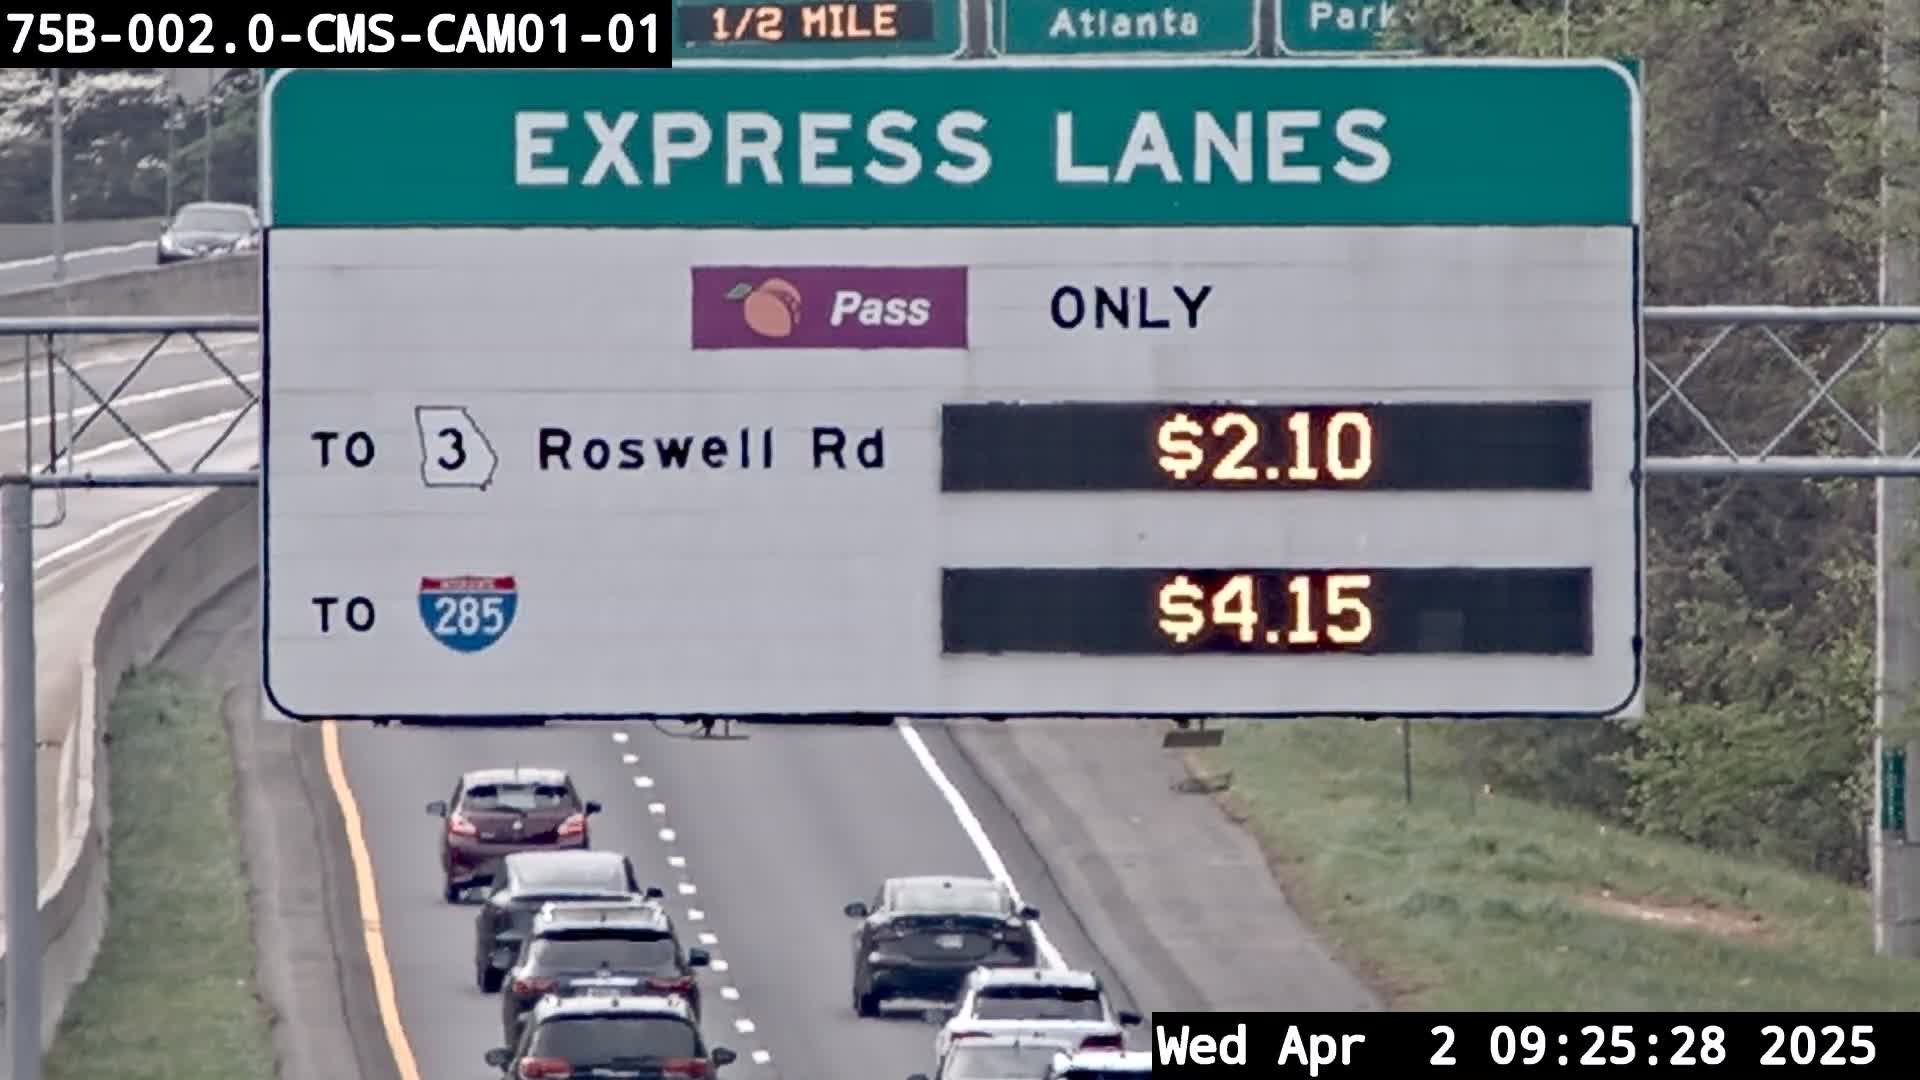 75B-002.0-CMS-CAM01-01
1/2 MILE
Atlanta
Park
EXPRESS LANES
Pass ONLY
TO 3 Roswell Rd $2.10
TO 285 $4.15
Wed Apr 2 09:25:28 2025